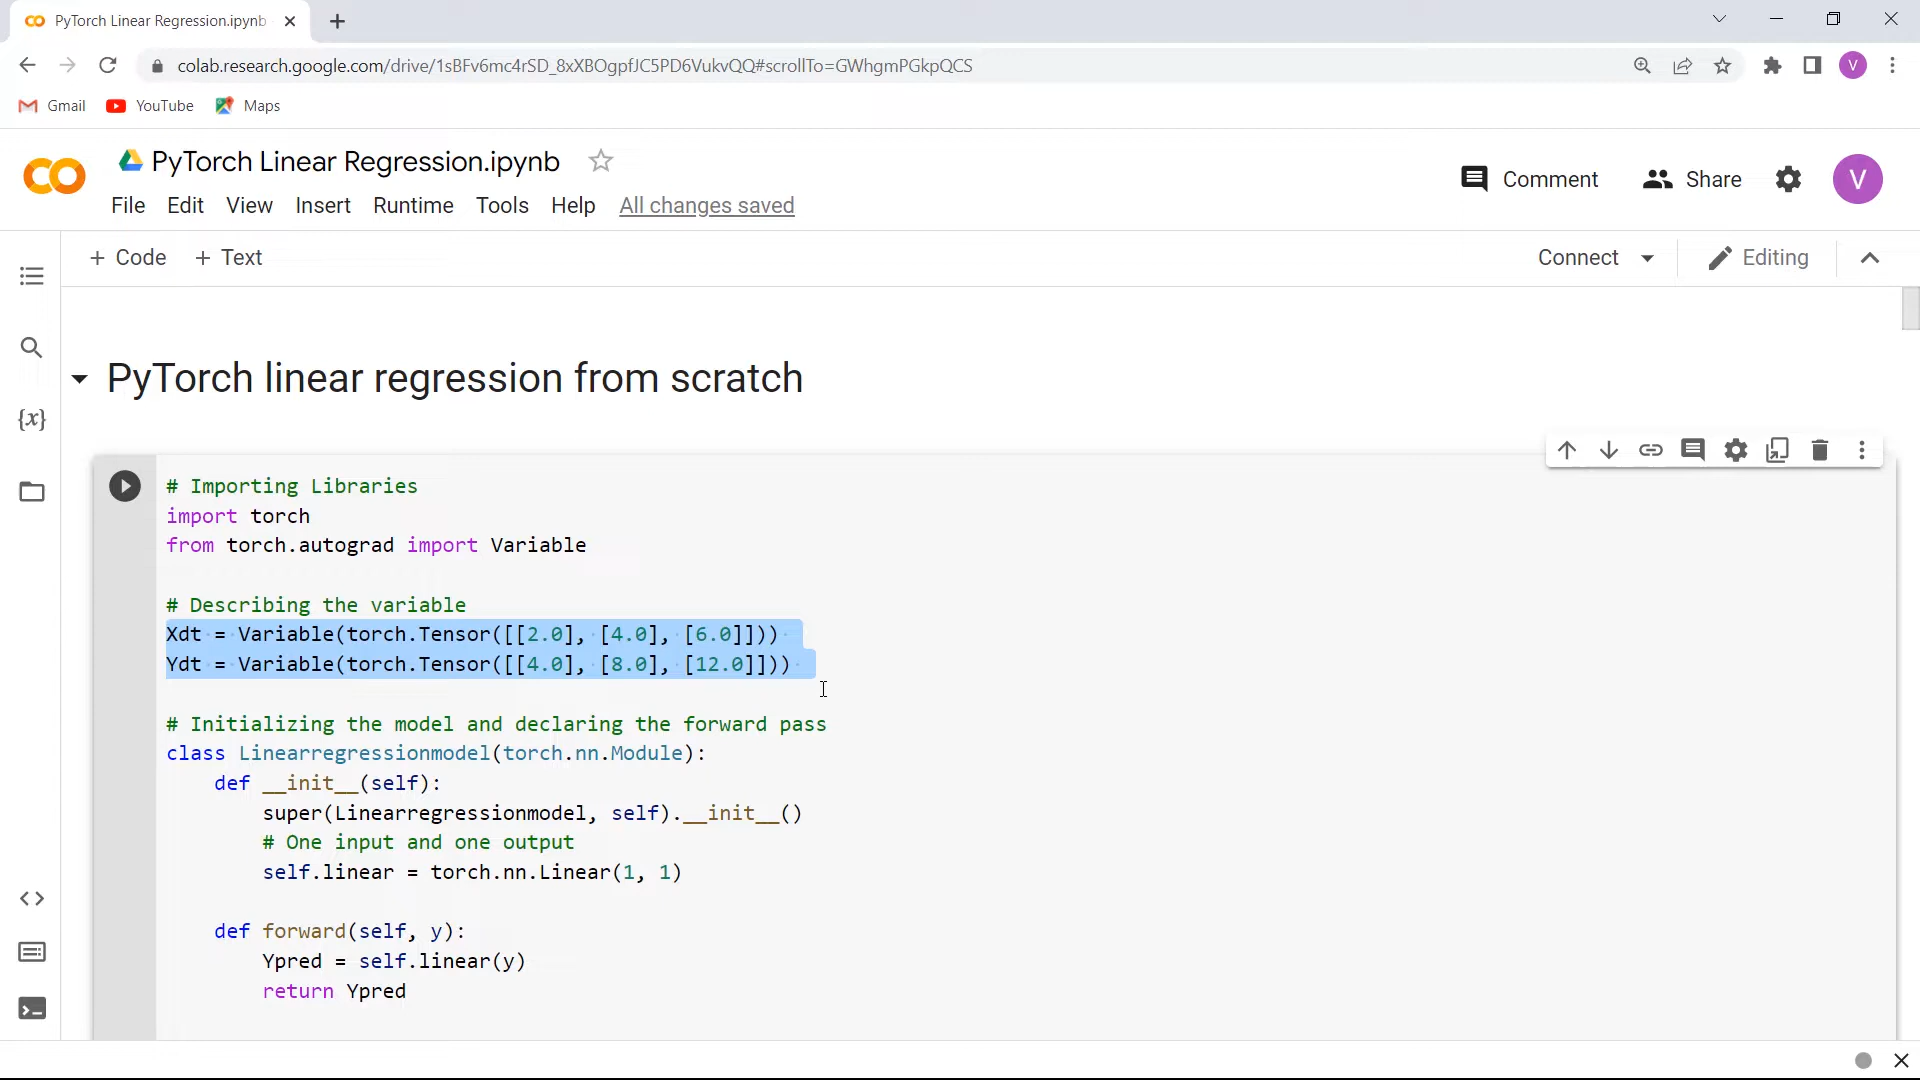 PyTorch Linear Regression.ipynb
colab.research.google.com/drive/1sBFv6mc4rSD_8xXBOgpfJC5PD6VukvQQ#scrollTo=GWhgmPGkpQCS
V
Gmail YouTube Maps
PyTorch Linear Regression.ipynb
Comment Share V
File Edit View Insert Runtime Tools Help All changes saved
+ Code + Text Connect Editing
{x}
PyTorch linear regression from scratch
# Importing Libraries
import torch
from torch.autograd import Variable
# Describing the variable
Xdt = Variable(torch.Tensor([[2.0], [4.0], [6.0]]))
Ydt = Variable(torch.Tensor([[4.0], [8.0], [12.0]]))
# Initializing the model and declaring the forward pass
class Linearregressionmodel(torch.nn.Module):
def __init__(self):
super(Linearregressionmodel, self).__init__()
# One input and one output
self.linear = torch.nn.Linear(1, 1)
def forward(self, y):
Ypred = self.linear(y)
return Ypred